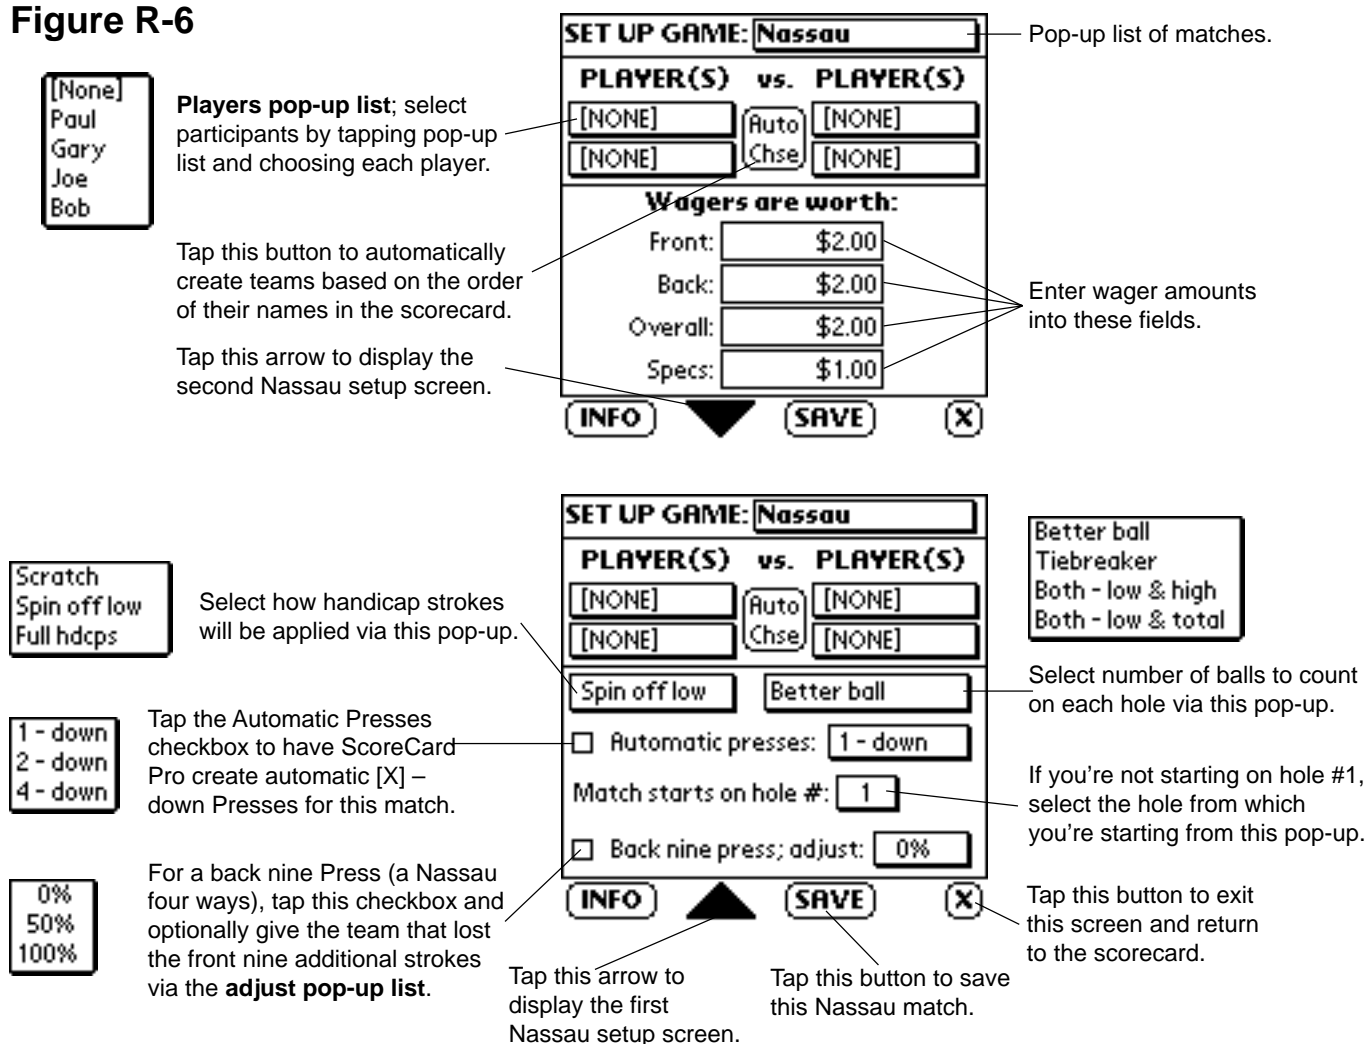 Figure R-6
[None]
Paul
Gary
Joe
Bob
Players pop-up list; select
participants by tapping pop-up
list and choosing each player.
Tap this button to automatically
create teams based on the order
of their names in the scorecard.
Tap this arrow to display the
second Nassau setup screen.
SET UP GAME: Nassau
PLAYER(S) vs. PLAYER(S)
[NONE] Auto [NONE]
[NONE] Chse [NONE]
Wagers are worth:
Front: $2.00
Back: $2.00
Overall: $2.00
Specs: $1.00
INFO SAVE X
Pop-up list of matches.
Enter wager amounts
into these fields.
Scratch
Spin off low
Full hdcps
Select how handicap strokes
will be applied via this pop-up.
1 - down
2 - down
4 - down
Tap the Automatic Presses
checkbox to have ScoreCard
Pro create automatic [X] –
down Presses for this match.
0%
50%
100%
For a back nine Press (a Nassau
four ways), tap this checkbox and
optionally give the team that lost
the front nine additional strokes
via the adjust pop-up list.
SET UP GAME: Nassau
PLAYER(S) vs. PLAYER(S)
[NONE] Auto [NONE]
[NONE] Chse [NONE]
Spin off low Better ball
Automatic presses: 1 - down
Match starts on hole #: 1
Back nine press; adjust: 0%
INFO SAVE X
Better ball
Tiebreaker
Both - low & high
Both - low & total
Select number of balls to count
on each hole via this pop-up.
If you're not starting on hole #1,
select the hole from which
you're starting from this pop-up.
Tap this button to exit
this screen and return
to the scorecard.
Tap this arrow to
display the first
Nassau setup screen.
Tap this button to save
this Nassau match.